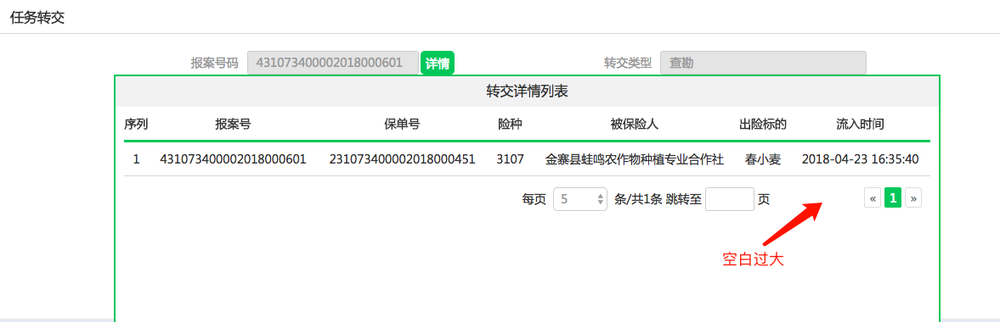 任务转交
报案号码 431073400002018000601 详情 转交类型 查勘
转交详情列表
序列 报案号 保单号 险种 被保险人 出险标的 流入时间
1 431073400002018000601 231073400002018000451 3107 金寨县蛙鸣农作物种植专业合作社 春小麦 2018-04-23 16:35:40
每页 5 条/共1条 跳转至 页 « 1 »
空白过大